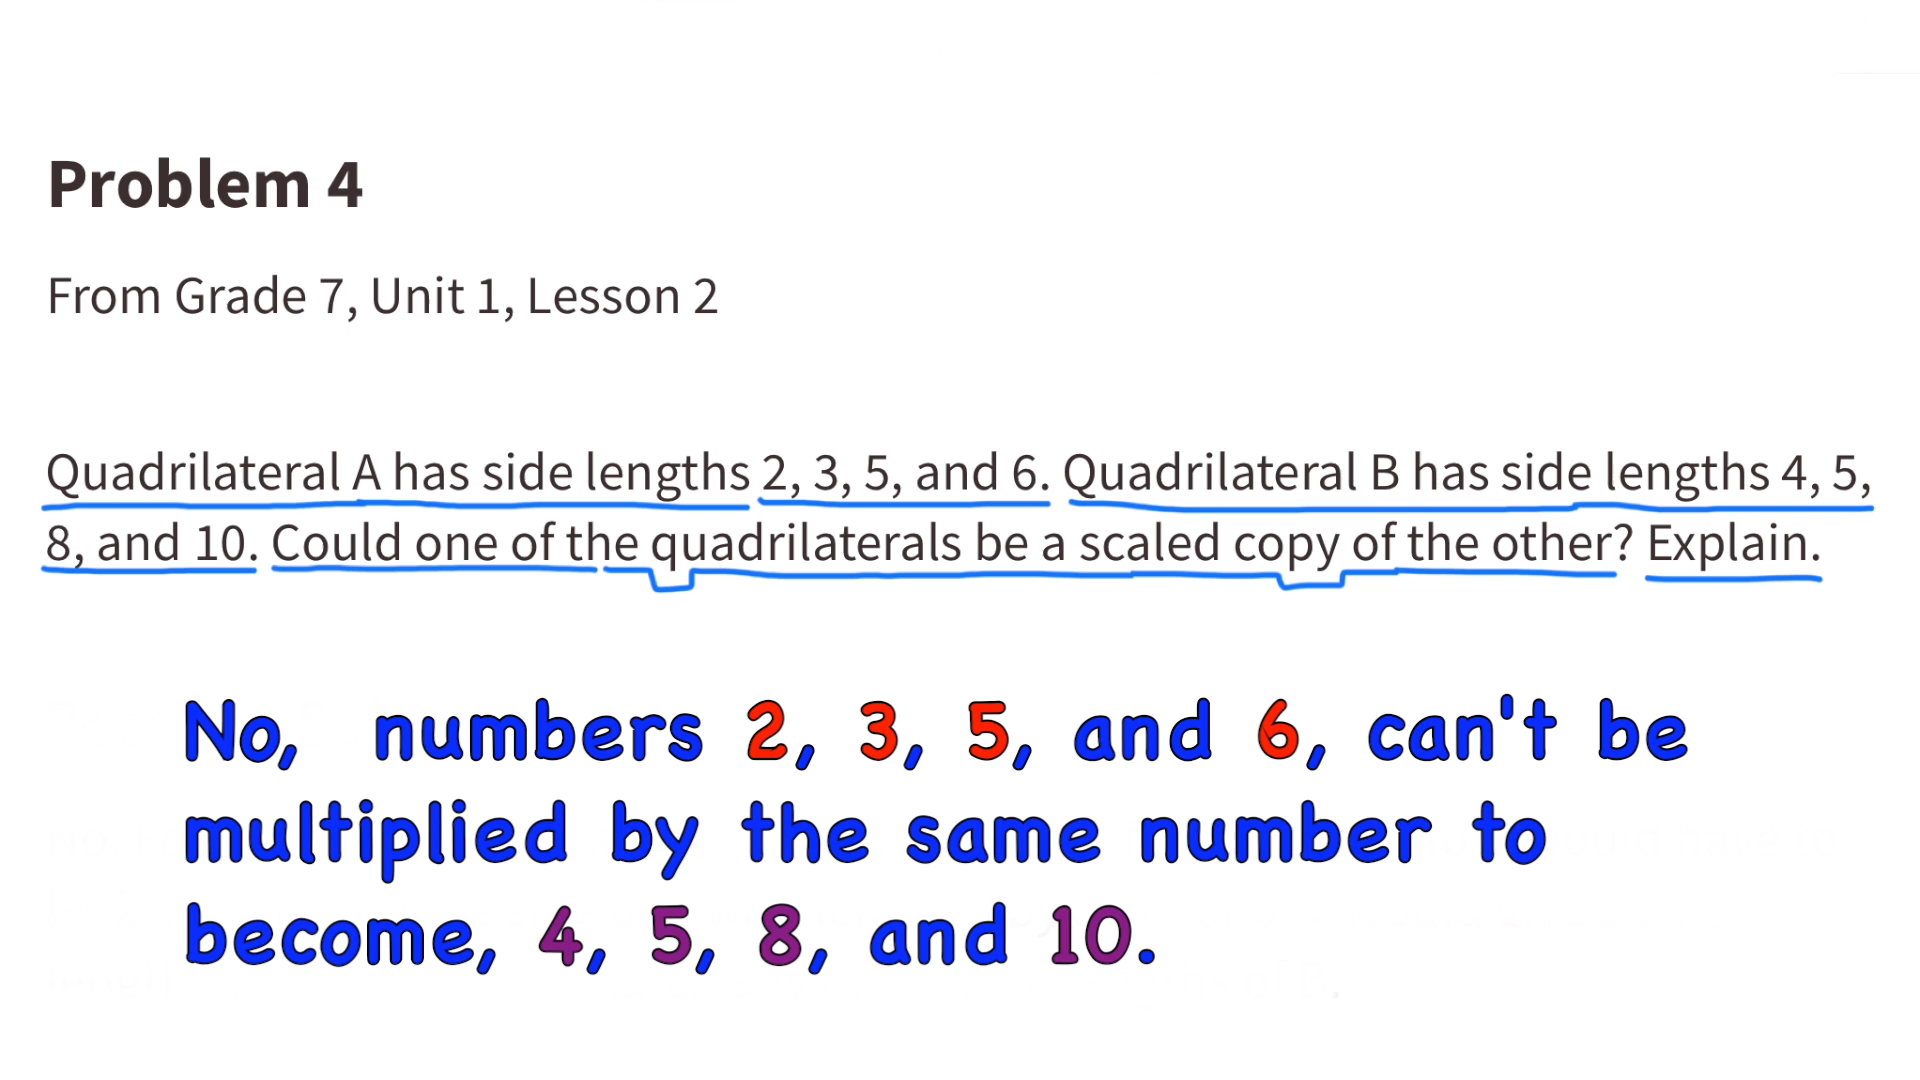 Problem 4
From Grade 7, Unit 1, Lesson 2
Quadrilateral A has side lengths 2, 3, 5, and 6. Quadrilateral B has side lengths 4, 5,
8, and 10. Could one of the quadrilaterals be a scaled copy of the other? Explain.
No, numbers 2, 3, 5, and 6, can't be
multiplied by the same number to
become, 4, 5, 8, and 10.